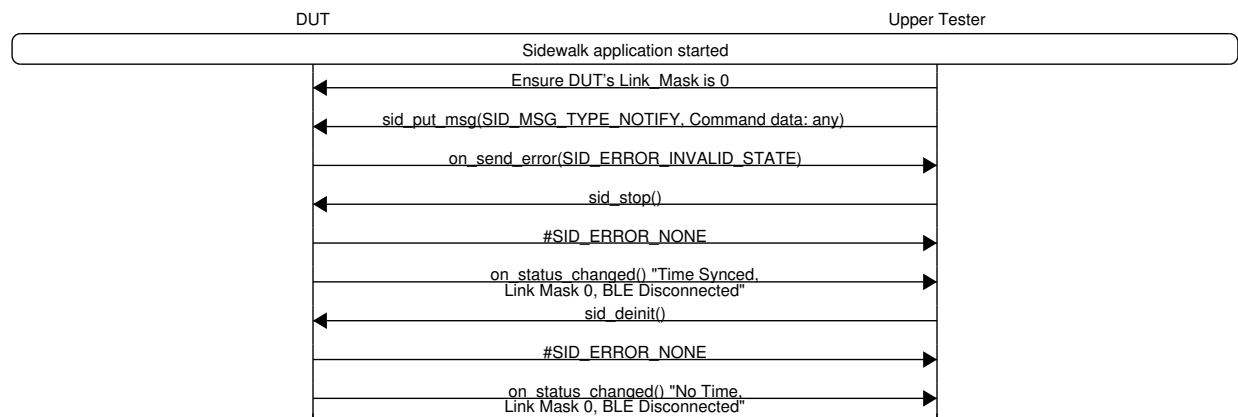 DUT Upper Tester
Sidewalk application started
Ensure DUT's Link_Mask is 0
sid_put_msg(SID_MSG_TYPE_NOTIFY, Command data: any)
on_send_error(SID_ERROR_INVALID_STATE)
sid_stop()
#SID_ERROR_NONE
on_status_changed() "Time Synced,
Link Mask 0, BLE Disconnected"
sid_deinit()
#SID_ERROR_NONE
on_status_changed() "No Time,
Link Mask 0, BLE Disconnected"